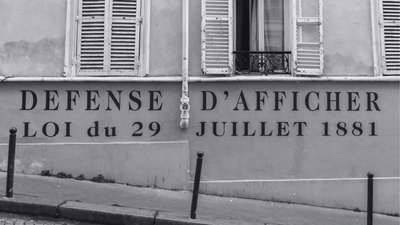 DEFENSE D'AFFICHER
LOI du 29 JUILLET 1881